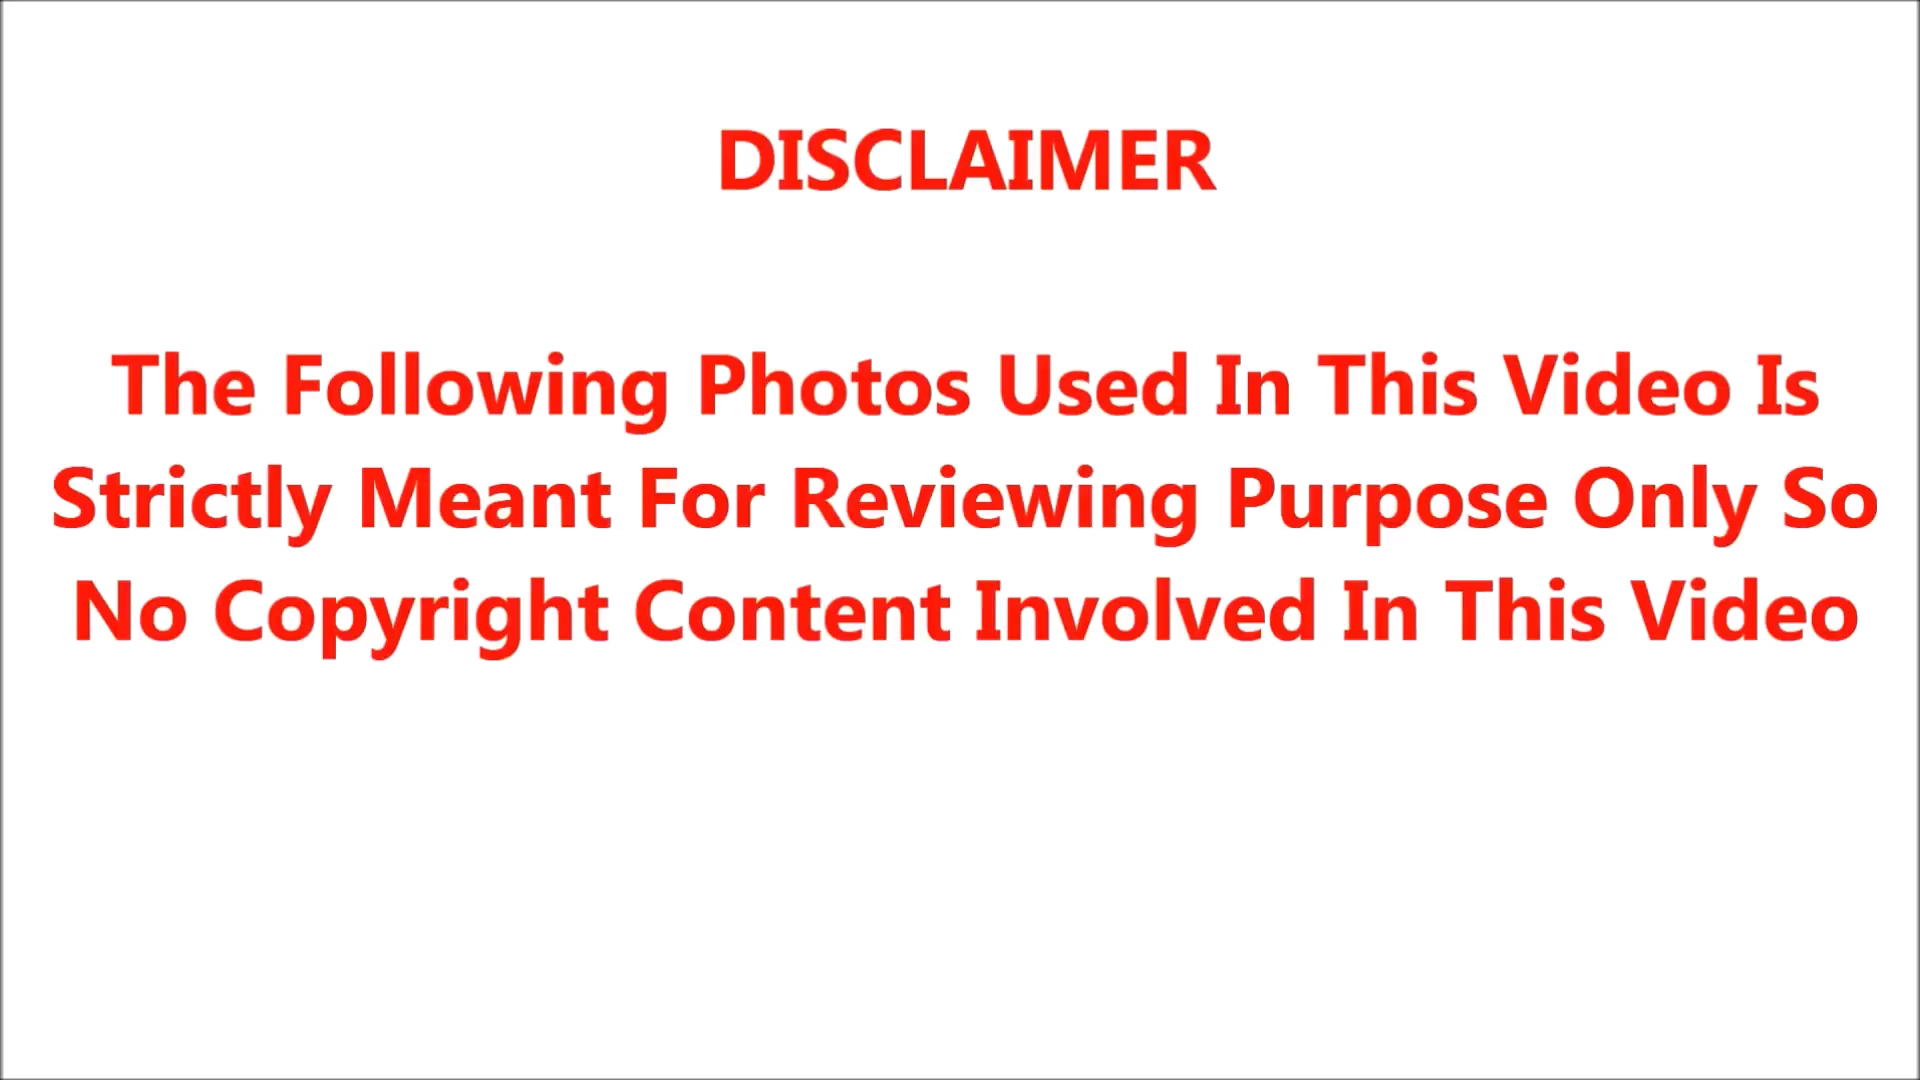 DISCLAIMER
The Following Photos Used In This Video Is
Strictly Meant For Reviewing Purpose Only So
No Copyright Content Involved In This Video